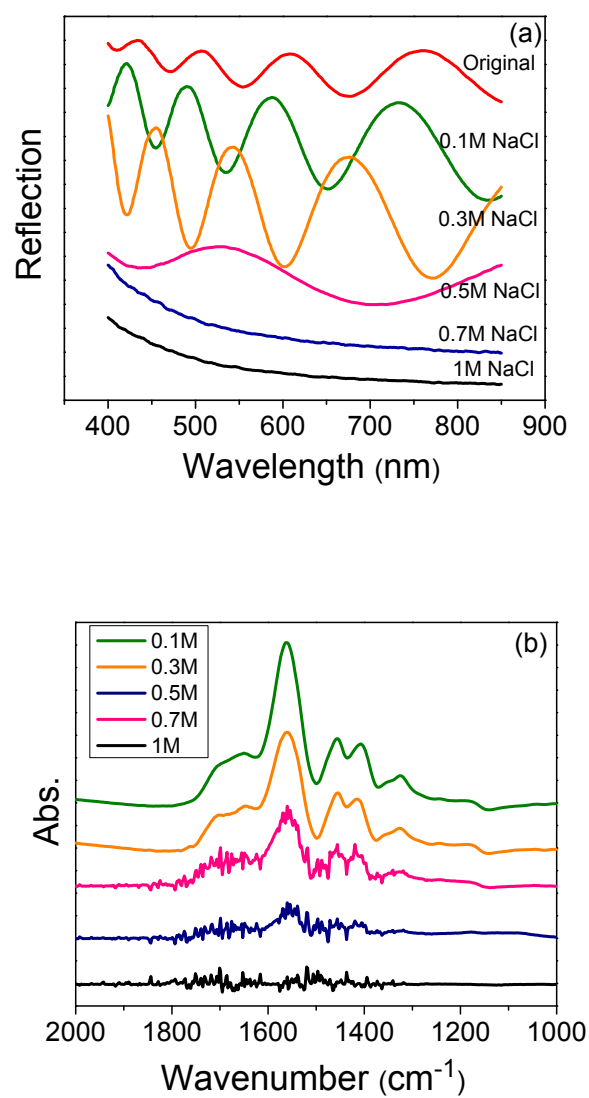 (a)
Original
0.1M NaCl
0.3M NaCl
0.5M NaCl
0.7M NaCl
1M NaCl
Reflection
400 500 600 700 800 900
Wavelength (nm)
(b)
0.1M
0.3M
0.5M
0.7M
1M
Abs.
2000 1800 1600 1400 1200 1000
Wavenumber (cm⁻¹)